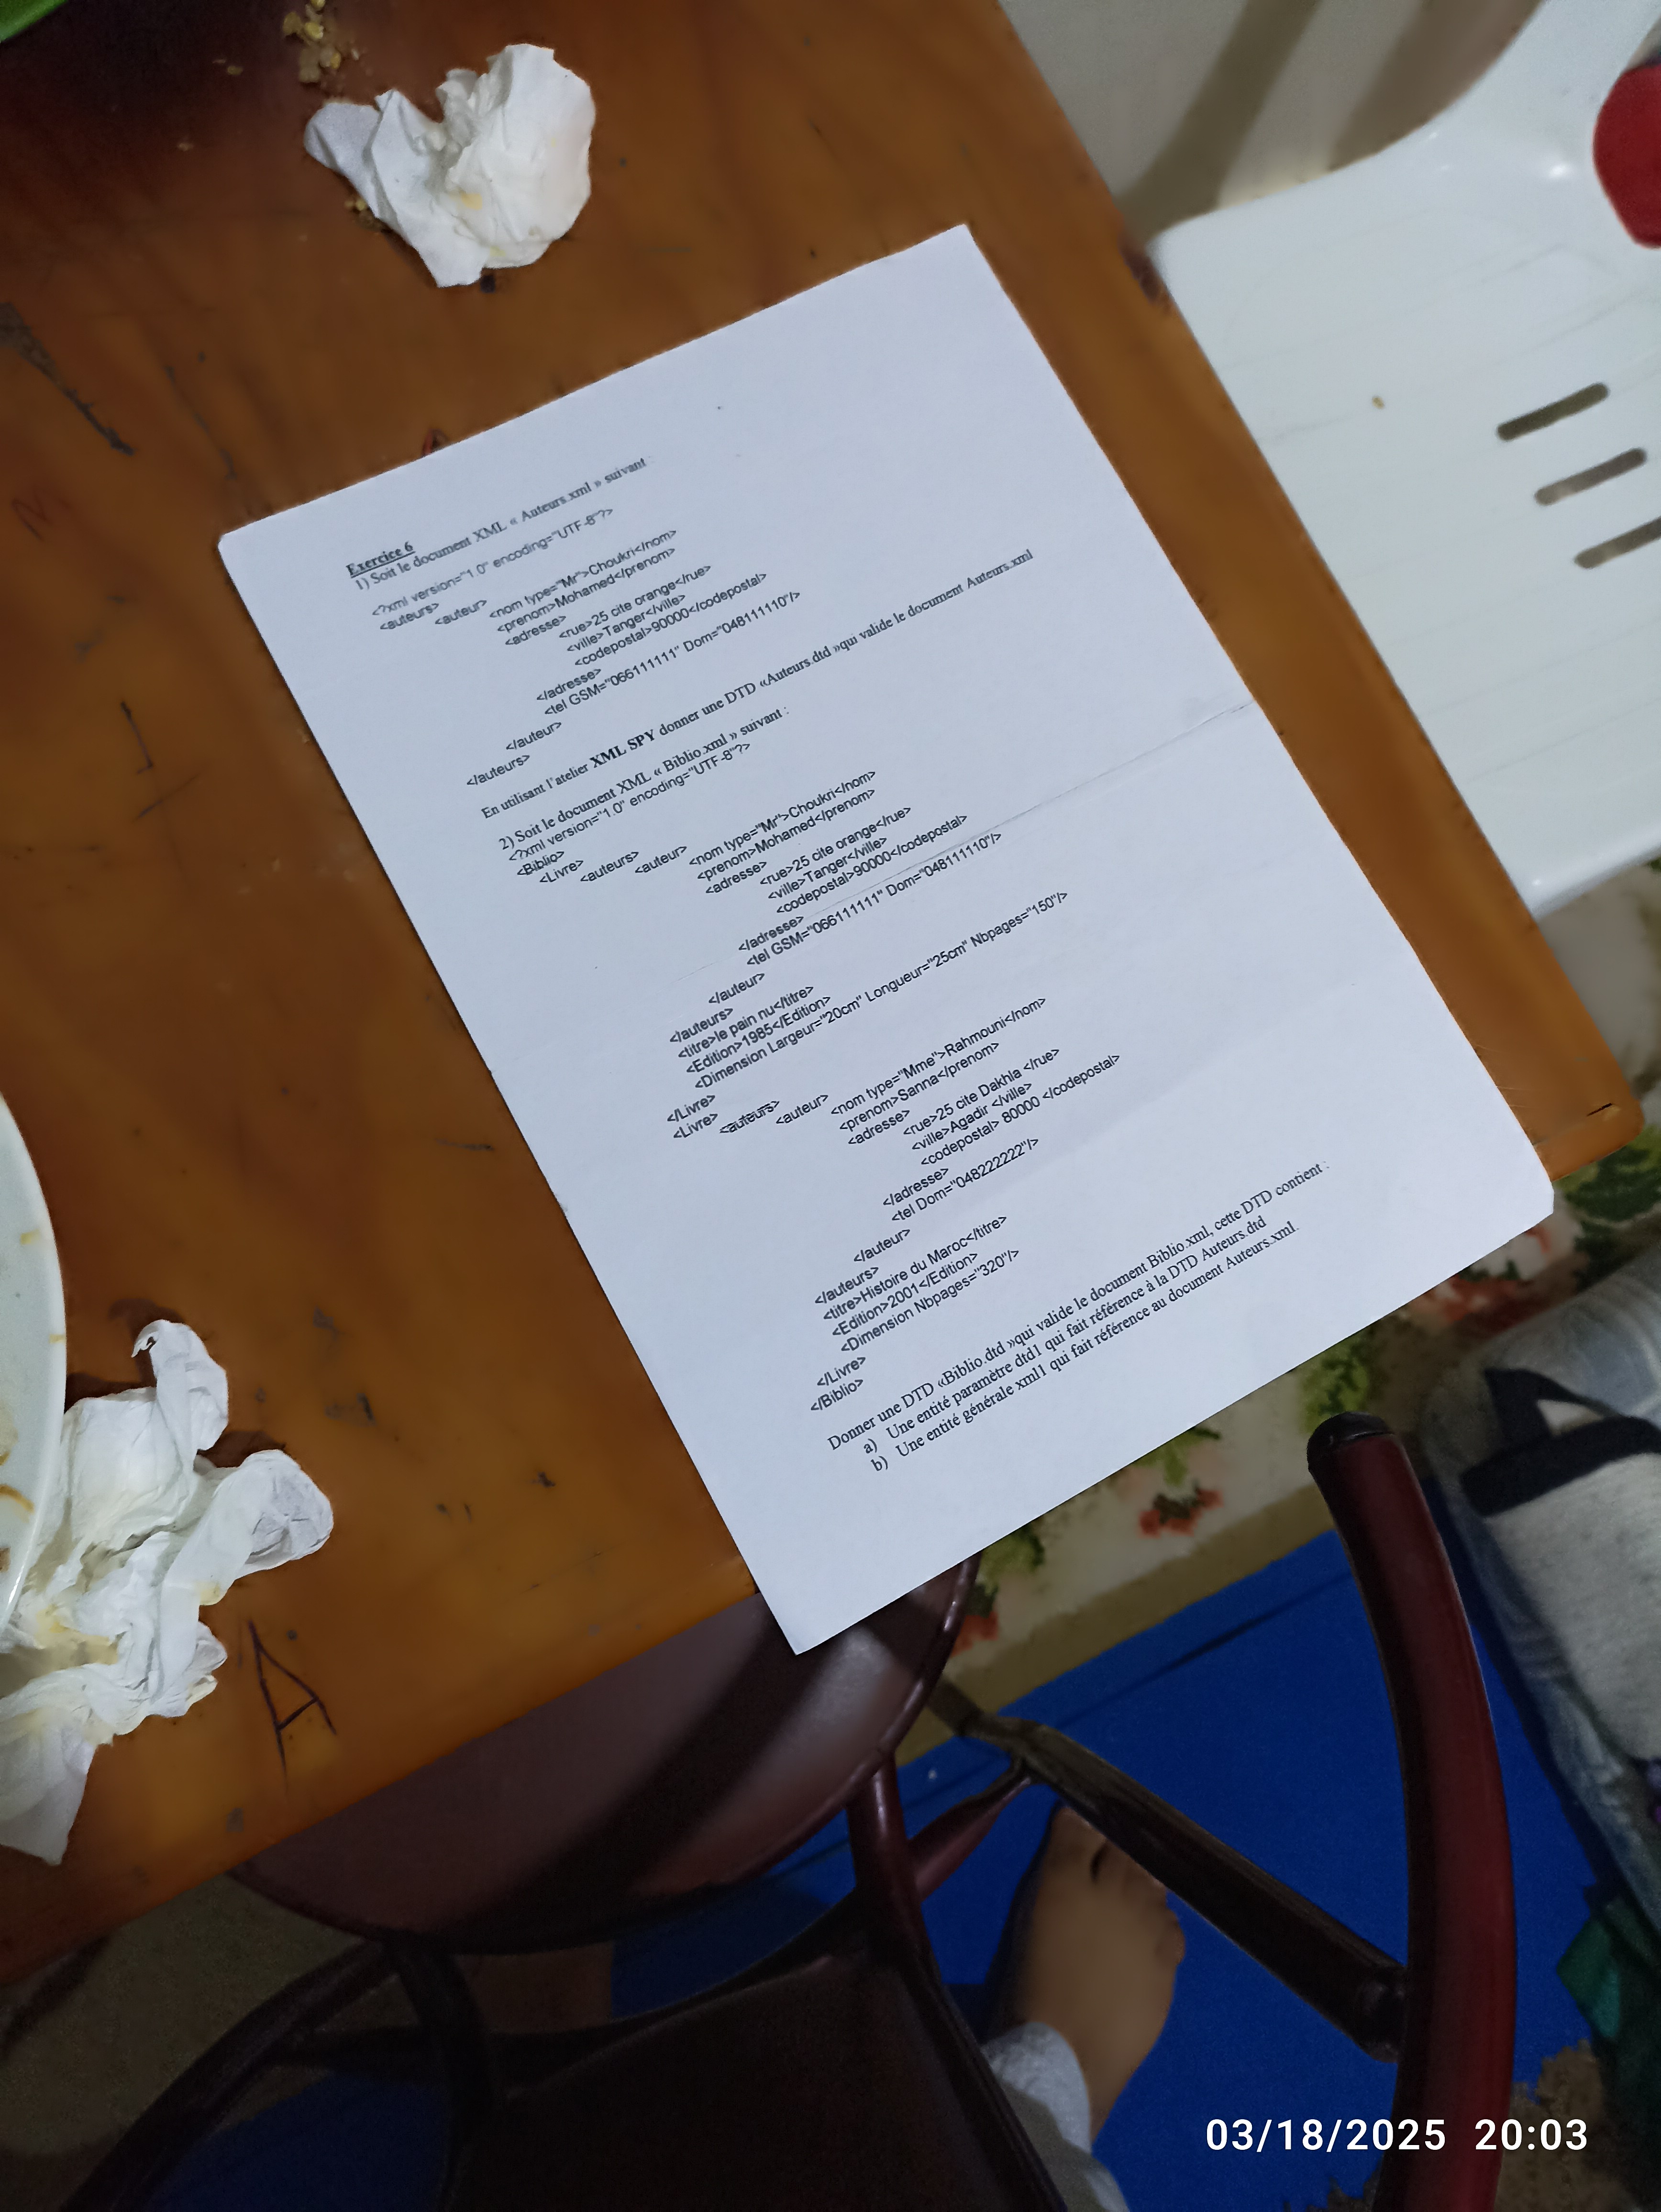 Exercice 6
1) Soit le document XML « Auteurs.xml » suivant
<?xml version="1.0" encoding="UTF-8"?>
<auteurs>
<auteur>
<nom type="Mr">Choukri</nom>
<prenom>Mohamed</prenom>
<adresse>
<rue>25 cite orange</rue>
<ville>Tanger</ville>
<codepostal>90000</codepostal>
</adresse>
<tel GSM="066111111" Dom="048111110"/>
</auteur>
</auteurs>
En utilisant l'atelier XML SPY donner une DTD «Auteurs.dtd »qui valide le document Auteurs.xml
2) Soit le document XML « Biblio.xml » suivant :
<?xml version="1.0" encoding="UTF-8"?>
<Biblio>
<Livre>
<auteurs>
<auteur>
<nom type="Mr">Choukri</nom>
<prenom>Mohamed</prenom>
<adresse>
<rue>25 cite orange</rue>
<ville>Tanger</ville>
<codepostal>90000</codepostal>
</adresse>
<tel GSM="066111111" Dom="048111110"/>
</auteur>
</auteurs>
<titre>le pain nu</titre>
<Edition>1985</Edition>
<Dimension Largeur="20cm" Longueur="25cm" Nbpages="150"/>
</Livre>
<Livre>
<auteurs>
<auteur>
<nom type="Mme">Rahmouni</nom>
<prenom>Sanna</prenom>
<adresse>
<rue>25 cite Dakhla </rue>
<ville>Agadir </ville>
<codepostal> 80000 </codepostal>
</adresse>
<tel Dom="048222222"/>
</auteur>
</auteurs>
<titre>Histoire du Maroc</titre>
<Edition>2001</Edition>
<Dimension Nbpages="320"/>
</Livre>
</Biblio>
Donner une DTD «Biblio.dtd »qui valide le document Biblio.xml, cette DTD contient :
a) Une entité paramètre dtd1 qui fait référence à la DTD Auteurs.dtd
b) Une entité générale xml1 qui fait référence au document Auteurs.xml.
A
03/18/2025 20:03